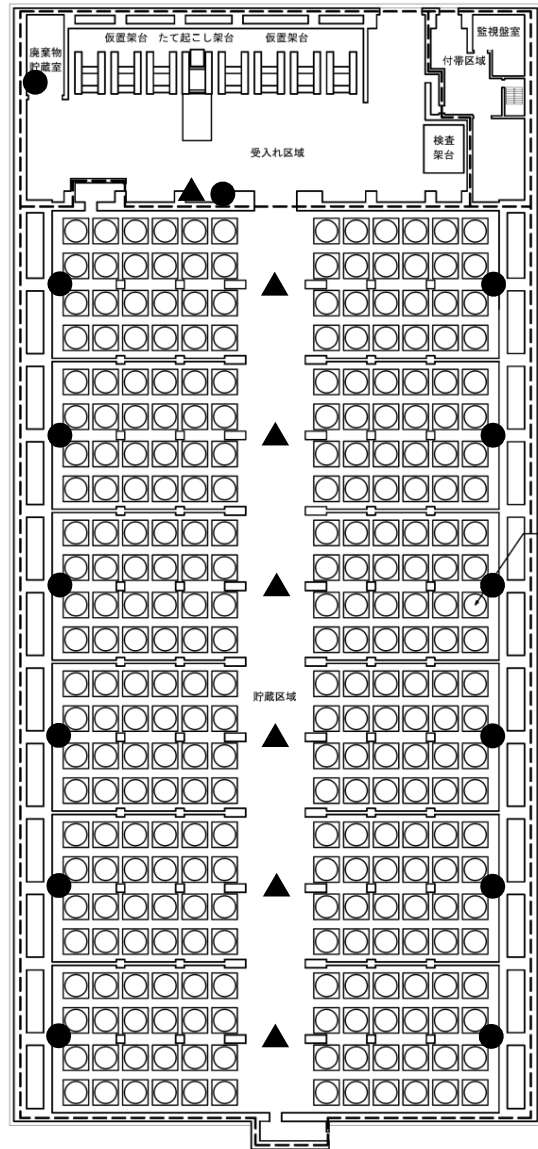 廃棄物
貯蔵室
仮置架台 たて起こし架台 仮置架台
監視盤室
付帯区域
受入れ区域
検査
架台
貯蔵区域